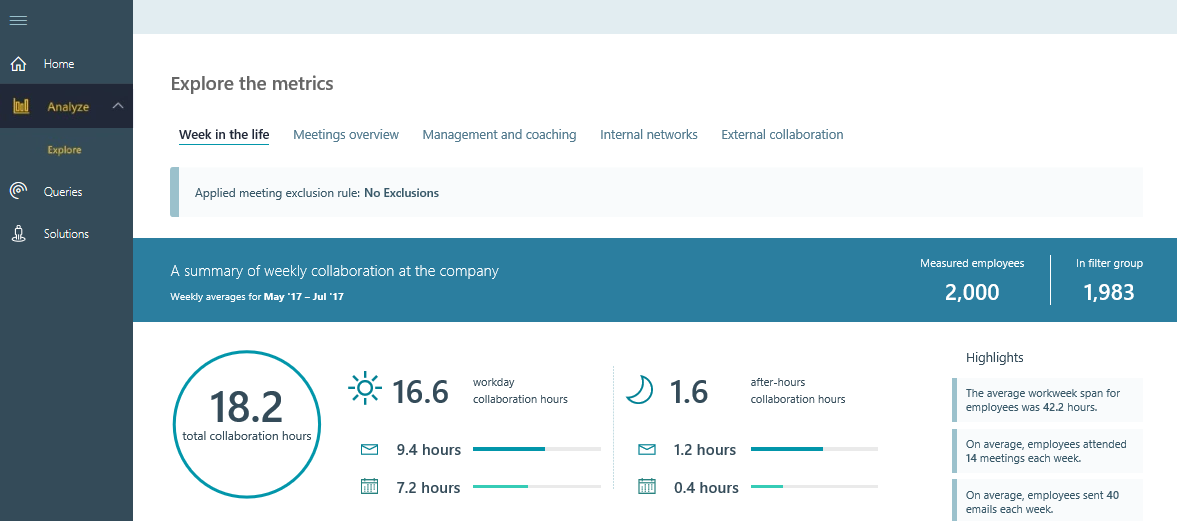 Home
Analyze
Explore
Queries
Solutions
Explore the metrics
Week in the life
Meetings overview
Management and coaching
Internal networks
External collaboration
Applied meeting exclusion rule: No Exclusions
A summary of weekly collaboration at the company
Weekly averages for May '17 – Jul '17
Measured employees
2,000
In filter group
1,983
18.2
total collaboration hours
16.6
workday
collaboration hours
9.4 hours
7.2 hours
1.6
after-hours
collaboration hours
1.2 hours
0.4 hours
Highlights
The average workweek span for
employees was 42.2 hours.
On average, employees attended
14 meetings each week.
On average, employees sent 40
emails each week.